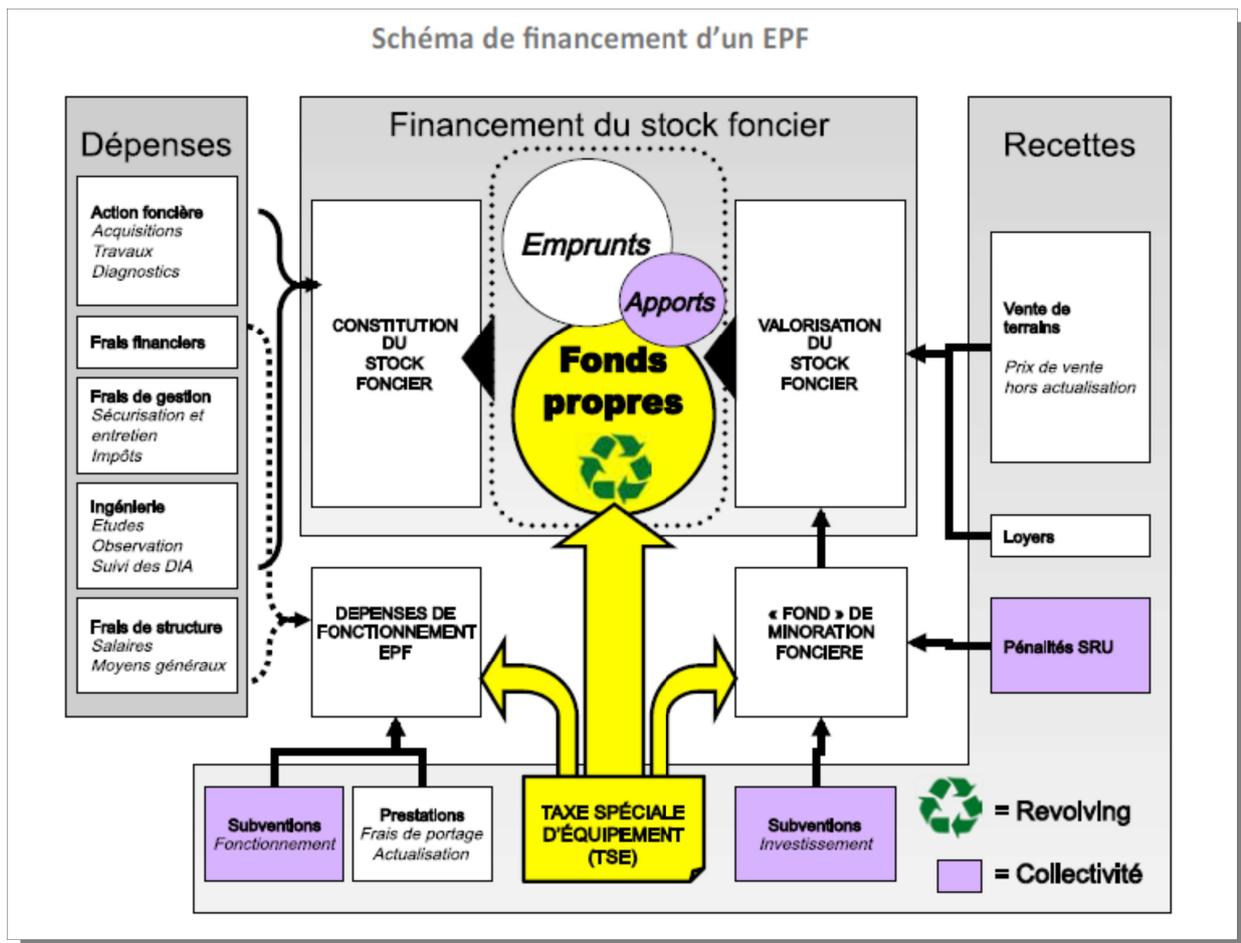 Schéma de financement d'un EPF
Dépenses
Action foncière
Acquisitions
Travaux
Diagnostics
Frais financiers
Frais de gestion
Sécurisation et
entretien
Impôts
Ingénierie
Etudes
Observation
Suivi des DIA
Frais de structure
Salaires
Moyens généraux
Financement du stock foncier
CONSTITUTION
DU
STOCK
FONCIER
Emprunts
Apports
Fonds
propres
VALORISATION
DU
STOCK
FONCIER
DEPENSES DE
FONCTIONNEMENT
EPF
« FOND » DE
MINORATION
FONCIERE
Recettes
Vente de
terrains
Prix de vente
hors actualisation
Loyers
Pénailtés SRU
Subventions
Fonctionnement
Prestations
Frais de portage
Actualisation
TAXE SPÉCIALE
D'ÉQUIPEMENT
(TSE)
Subventions
Investissement
= Revolving
= Collectivité